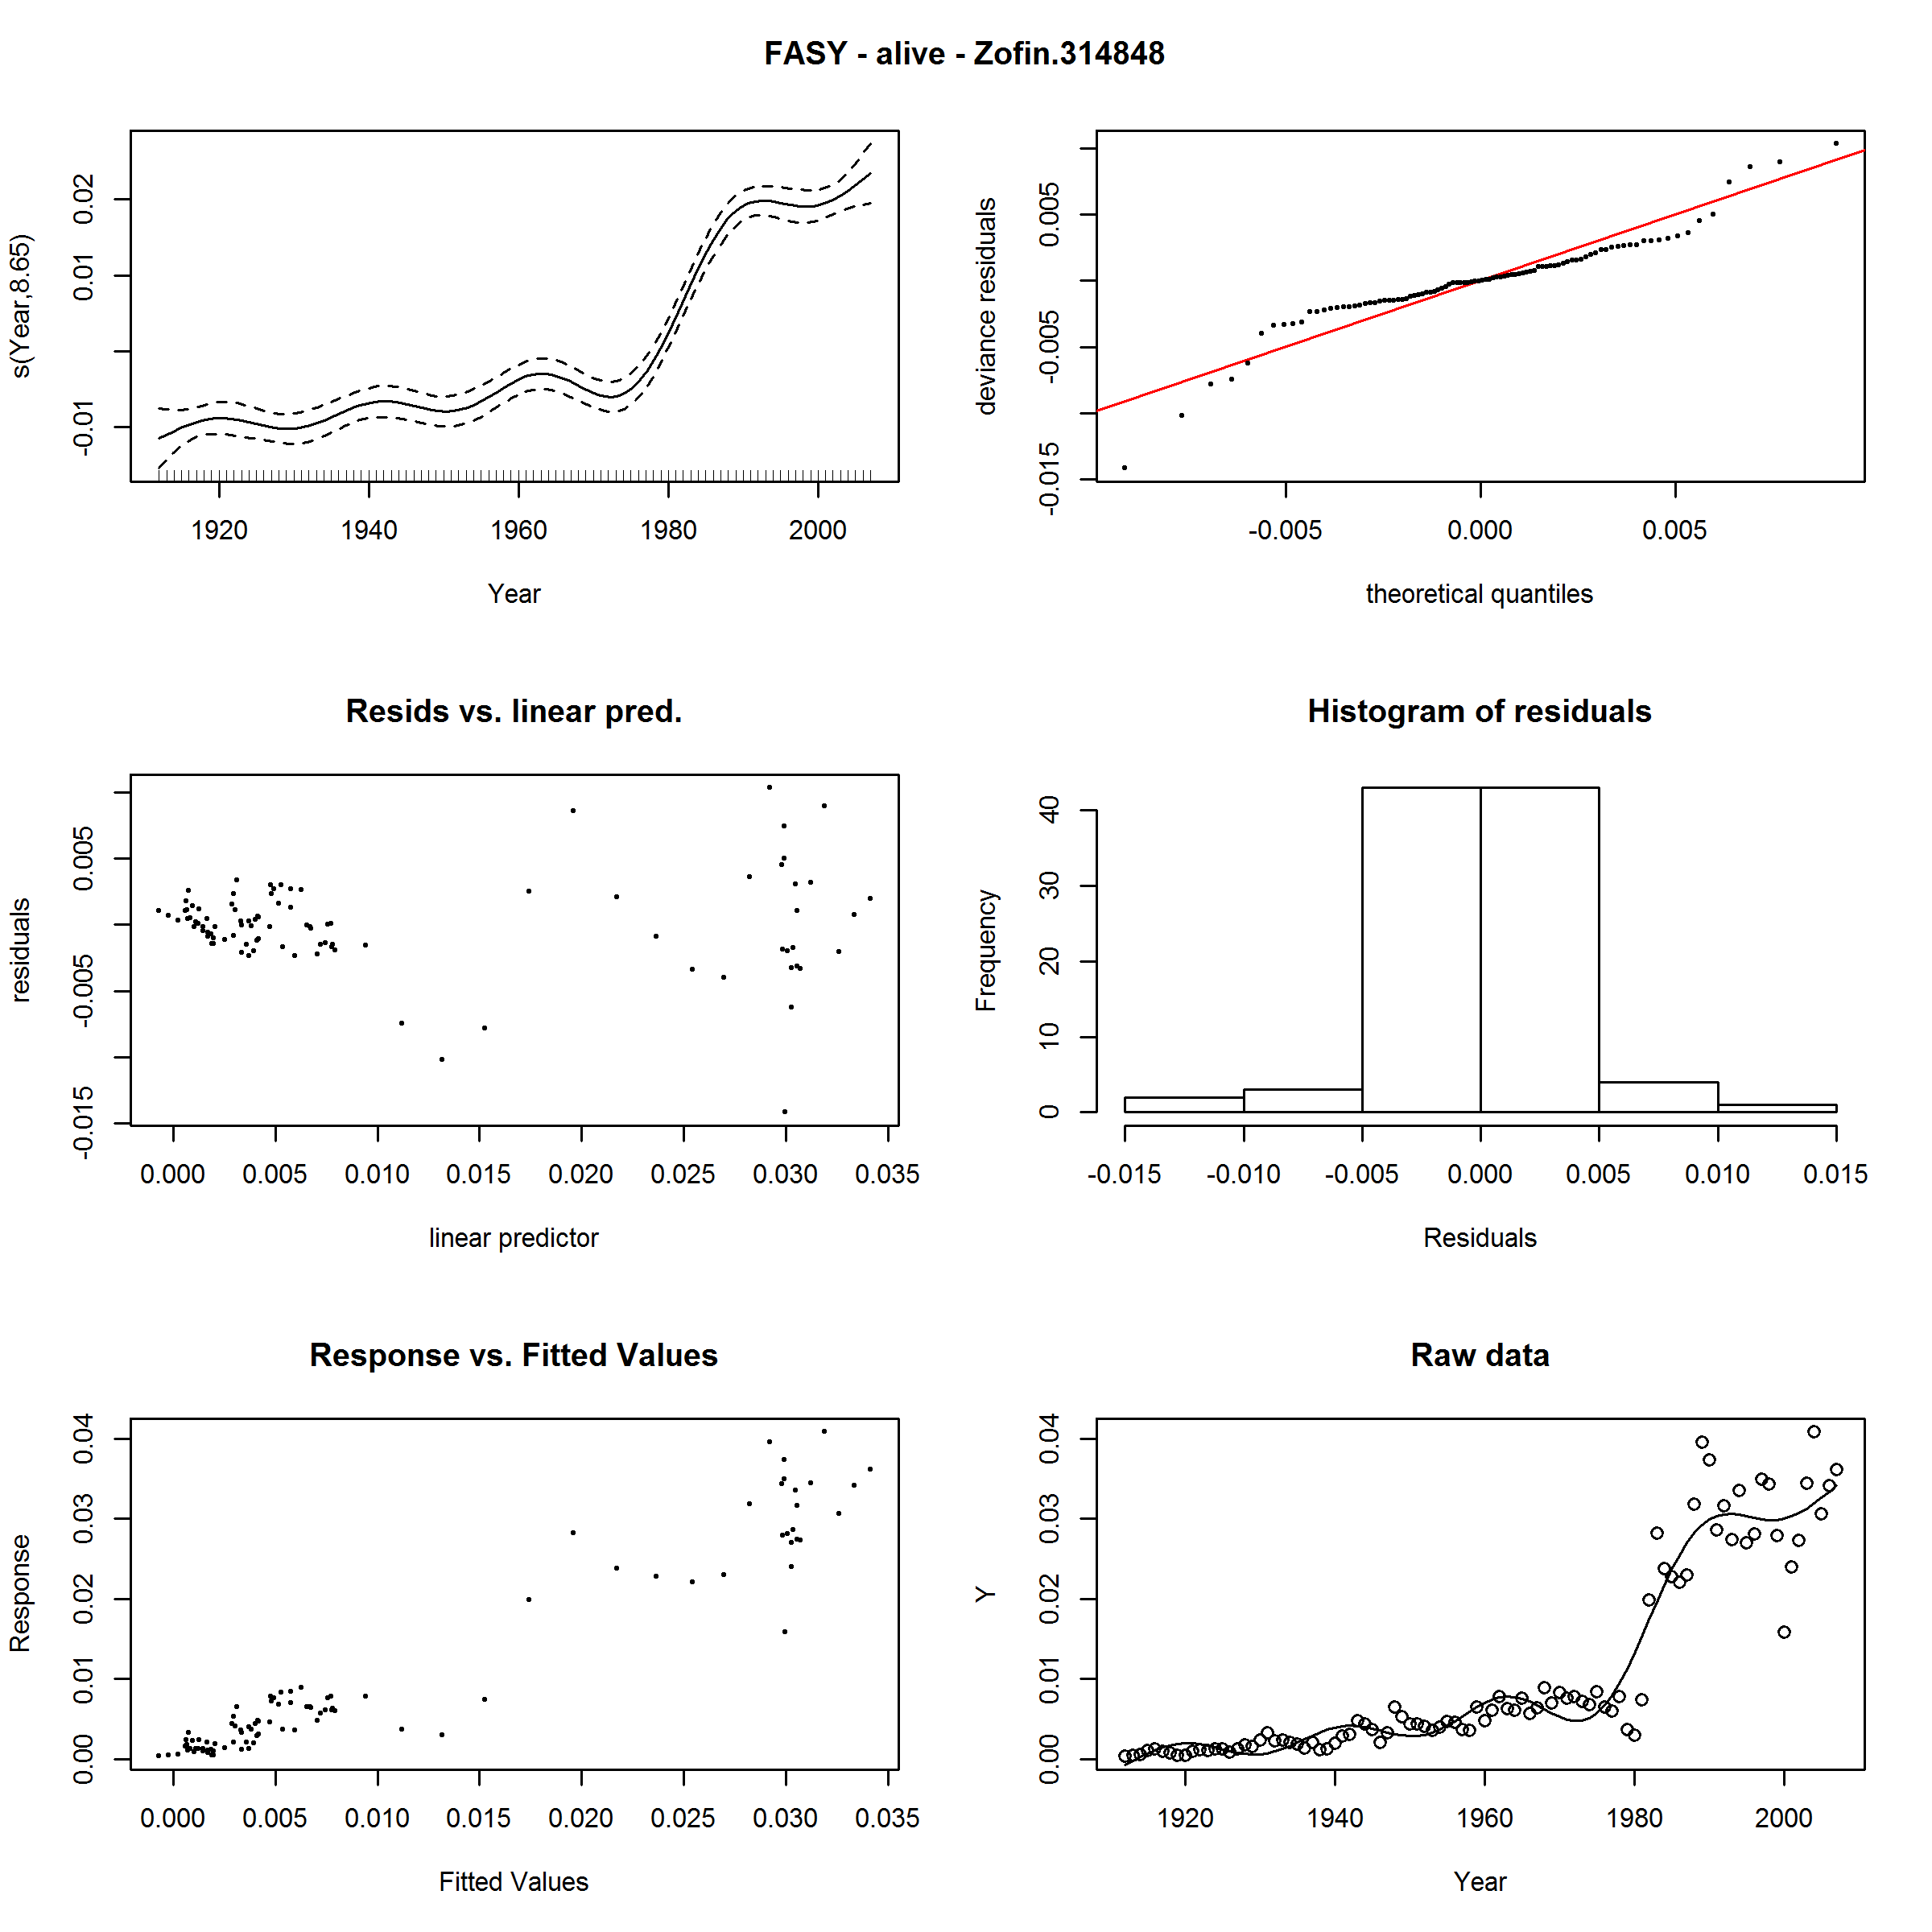 FASY - alive - Zofin.314848
s(Year,8.65)
0.02
0.01
-0.01
1920 1940 1960 1980 2000
Year
deviance residuals
0.005
-0.005
-0.015
-0.005 0.000 0.005
theoretical quantiles
Resids vs. linear pred.
residuals
0.005
-0.005
-0.015
0.000 0.005 0.010 0.015 0.020 0.025 0.030 0.035
linear predictor
Histogram of residuals
Frequency
40
30
20
10
0
-0.015 -0.010 -0.005 0.000 0.005 0.010 0.015
Residuals
Response vs. Fitted Values
Response
0.04
0.03
0.02
0.01
0.00
0.000 0.005 0.010 0.015 0.020 0.025 0.030 0.035
Fitted Values
Raw data
Y
0.04
0.03
0.02
0.01
0.00
1920 1940 1960 1980 2000
Year